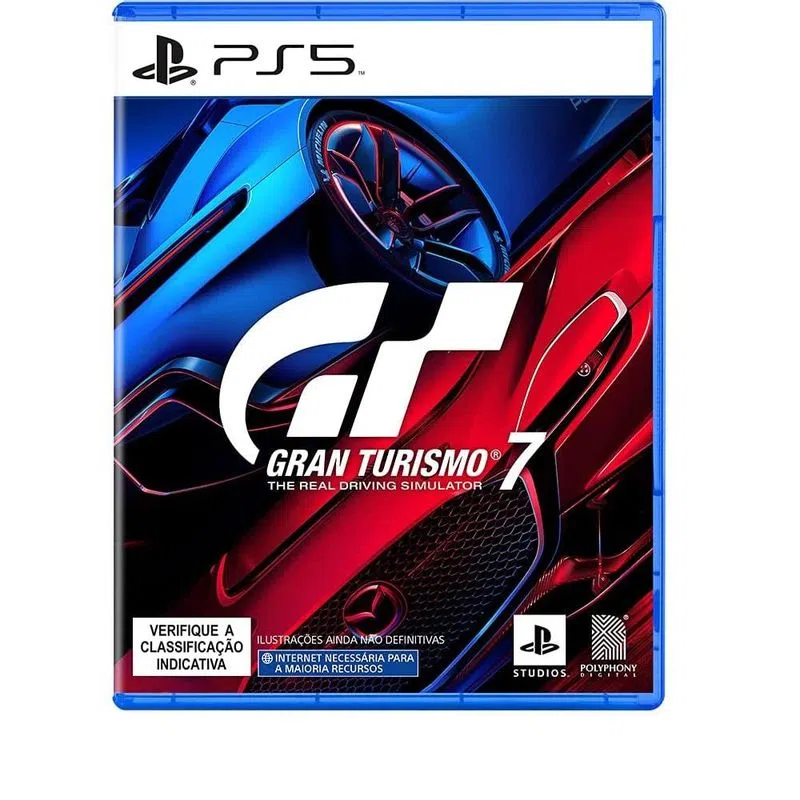 PS5
MICHELIN
GRAN TURISMO® 7
THE REAL DRIVING SIMULATOR
VERIFIQUE A
CLASSIFICAÇÃO
INDICATIVA
ILUSTRAÇÕES AINDA NÃO DEFINITIVAS
INTERNET NECESSÁRIA PARA
A MAIORIA RECURSOS
STUDIOS
POLYPHONY
DIGITAL